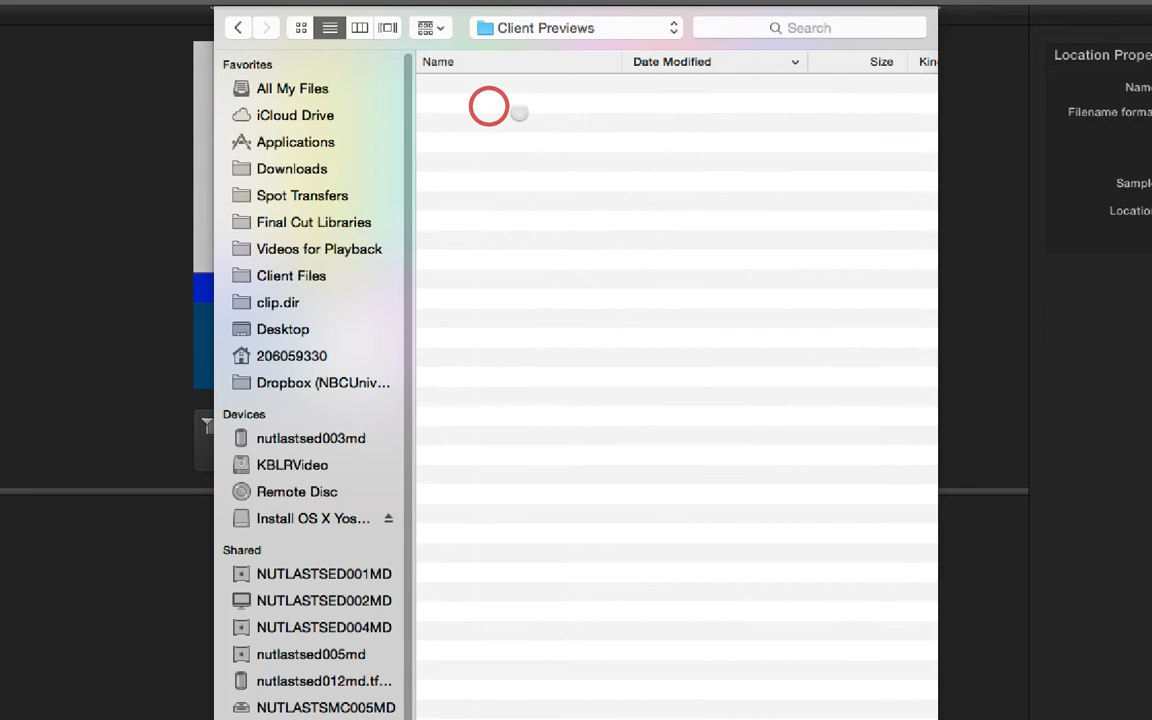 Client Previews
Search
Location Prope
Name Date Modified Size Kin
Favorites
All My Files
Nam
iCloud Drive
Filename forma
Applications
Downloads
Sampl
Spot Transfers
Locatio
Final Cut Libraries
Videos for Playback
Client Files
clip.dir
Desktop
206059330
Dropbox (NBCUniv...
Devices
nutlastsed003md
KBLRVideo
Remote Disc
Install OS X Yos...
Shared
NUTLASTSED001MD
NUTLASTSED002MD
NUTLASTSED004MD
nutlastsed005md
nutlastsed012md.tf...
NUTLASTSMC005MD